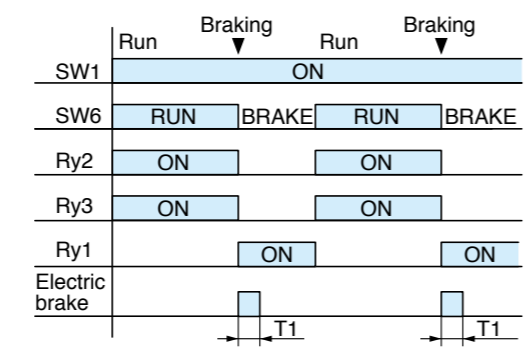 Braking Braking
Run Run
SW1 ON
SW6 RUN BRAKE RUN BRAKE
Ry2 ON ON
Ry3 ON ON
Ry1 ON ON
Electric
brake
T1 T1